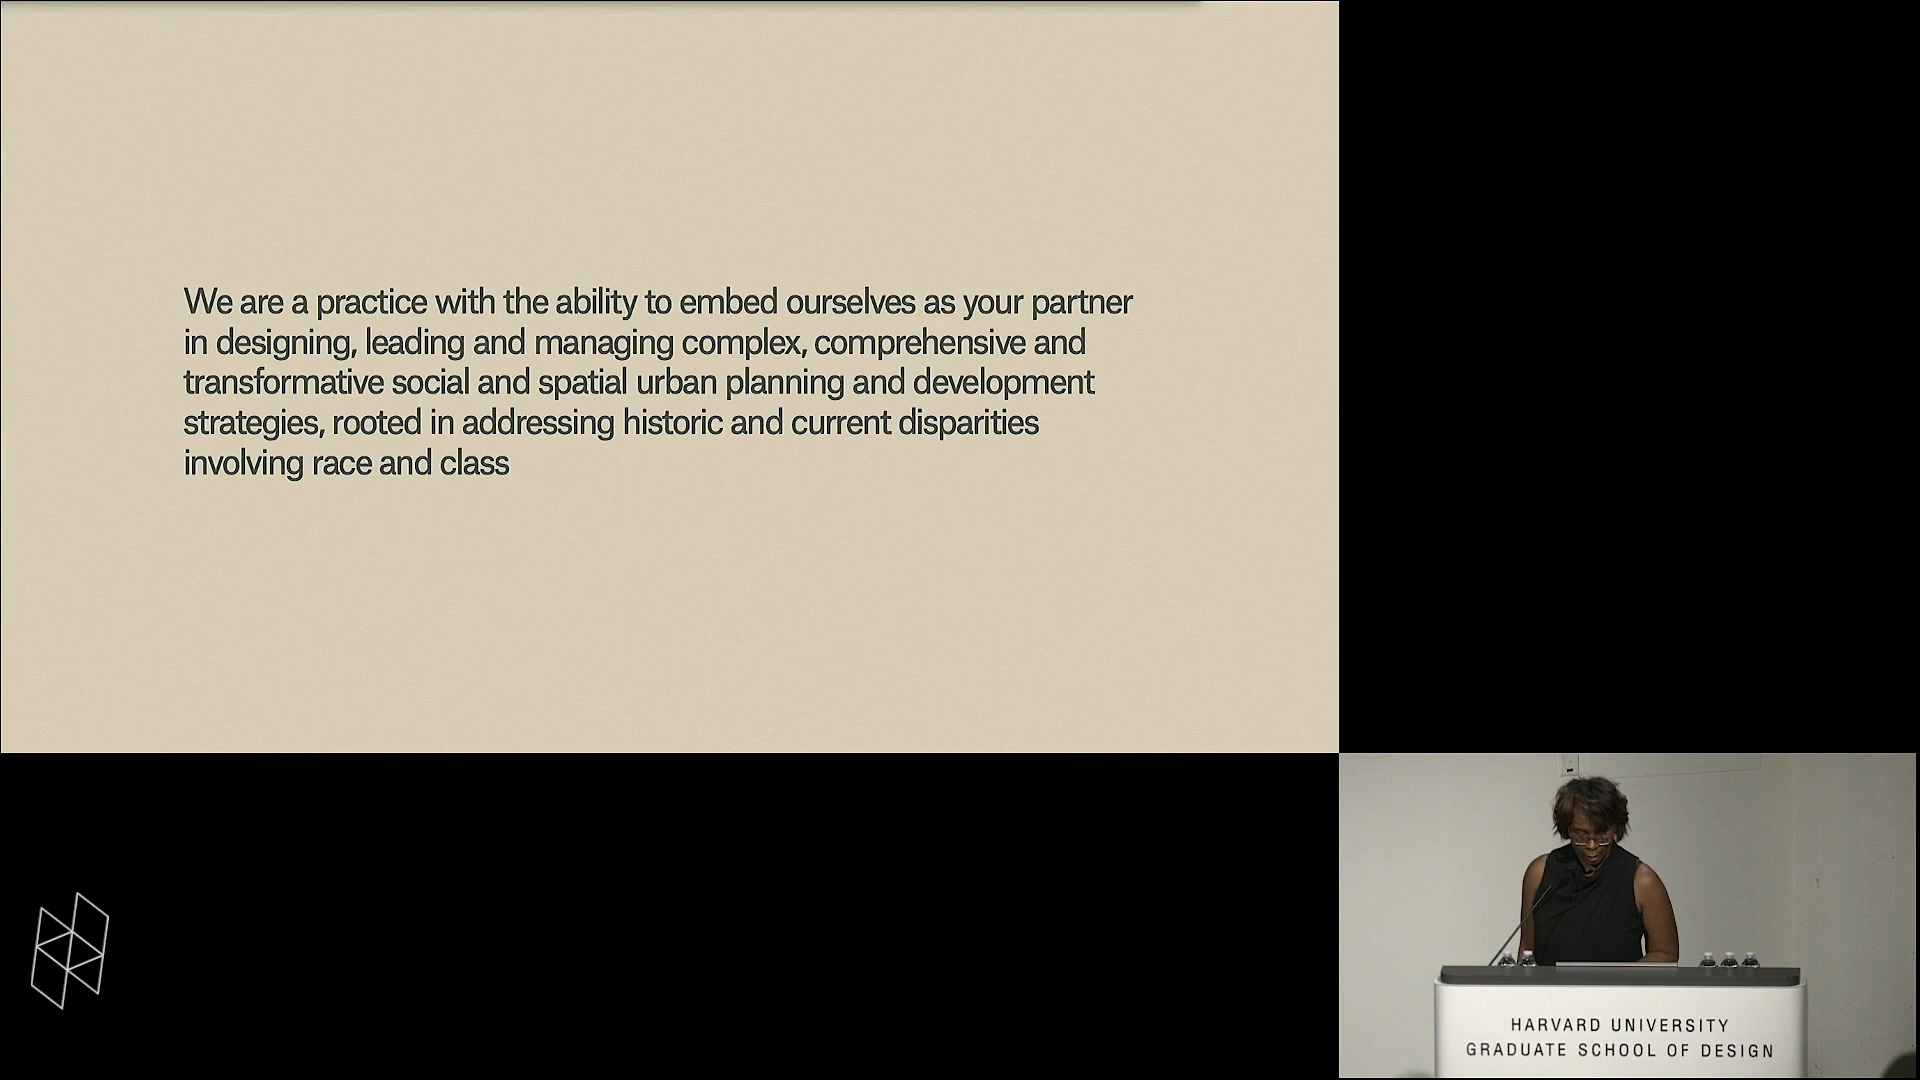 We are a practice with the ability to embed ourselves as your partner
in designing, leading and managing complex, comprehensive and
transformative social and spatial urban planning and development
strategies, rooted in addressing historic and current disparities
involving race and class
HARVARD UNIVERSITY
GRADUATE SCHOOL OF DESIGN